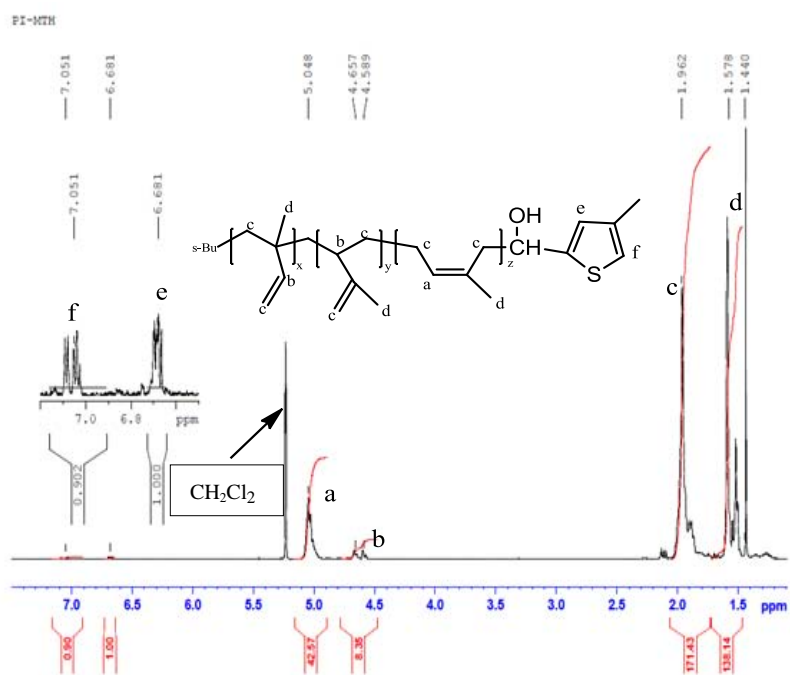 PI-MTH
7.051
6.681
5.048
4.657
4.589
1.962
1.578
1.440
7.051
6.681
d
c
d
b
c
c
c
OH
e
s-Bu
x
y
z
CH
b
a
S
f
c
c
d
d
f
e
c
d
7.0 6.8 ppm
0.902
1.000
CH2Cl2
a
b
7.0 6.5 6.0 5.5 5.0 4.5 4.0 3.5 3.0 2.5 2.0 1.5 ppm
0.90
1.00
42.57
8.35
171.43
138.14